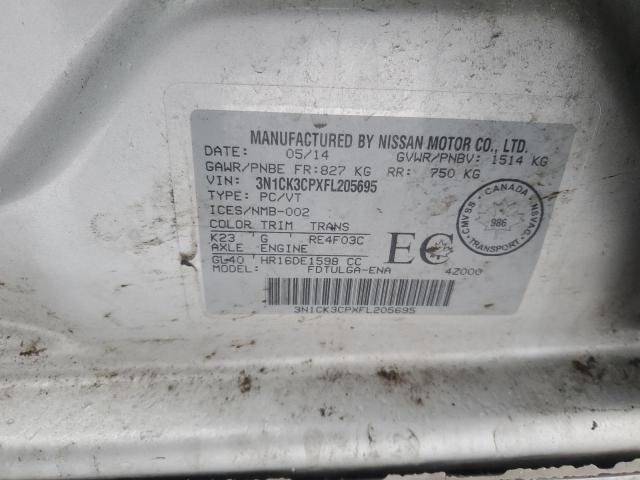 MANUFACTURED BY NISSAN MOTOR CO., LTD.
DATE: 05/14 GVWR/PNBV: 1514 KG
GAWR/PNBE FR:827 KG RR: 750 KG
VIN: 3N1CK3CPXFL205695
TYPE: PC/VT
ICES/NMB-002
COLOR TRIM TRANS
K23 G RE4F03C
AXLE ENGINE
GL40 HR16DE1598 CC
MODEL: FDTULGA-ENA
EC
4Z000
3N1CK3CPXFL205695
CANADA
CMVSS - NSVAC
986
TRANSPORT